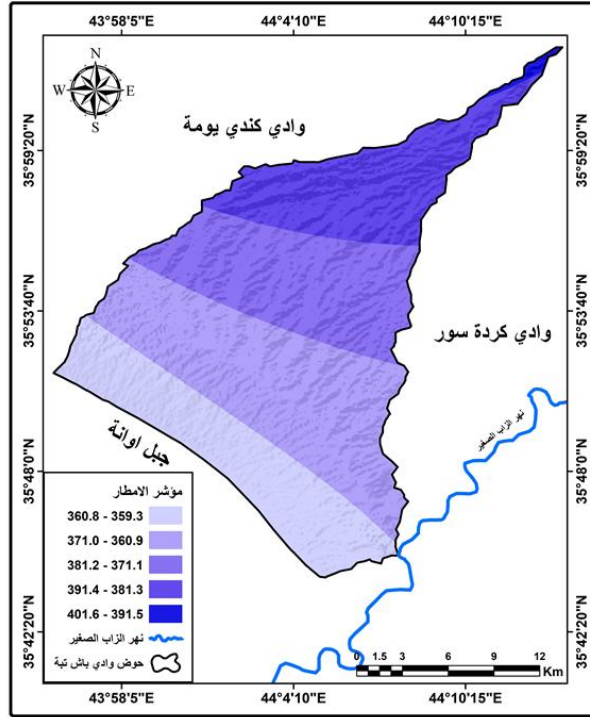 43°58'5"E 44°4'10"E 44°10'15"E
N
W E
S
وادي كندي يومة
35°59'20"N 35°59'20"N
35°53'40"N 35°53'40"N
وادي كردة سور
نهر الزاب الصغير
جبل اوانة
35°48'0"N 35°48'0"N
مؤشر الامطار
360.8 - 359.3
371.0 - 360.9
381.2 - 371.1
391.4 - 381.3
401.6 - 391.5
نهر الزاب الصغير
حوض وادي باش تبة
35°42'20"N 35°42'20"N
0 1.5 3 6 9 12
Km
43°58'5"E 44°4'10"E 44°10'15"E